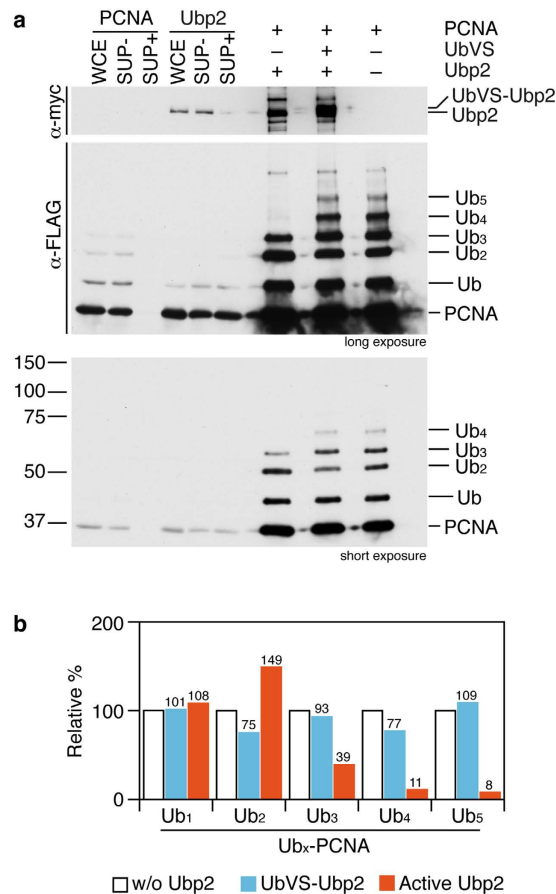 a
PCNA Ubp2
WCE SUP- SUP+ WCE SUP- SUP+
+ + + PCNA
– + – UbVS
+ + – Ubp2
α-myc
UbVS-Ubp2
Ubp2
α-FLAG
Ub5
Ub4
Ub3
Ub2
Ub
PCNA
long exposure
150
100
75
50
37
Ub4
Ub3
Ub2
Ub
PCNA
short exposure
b
Relative %
200
100
0
101 108
75 149
93 39
77 11
109 8
Ub1 Ub2 Ub3 Ub4 Ub5
Ubx-PCNA
w/o Ubp2 UbVS-Ubp2 Active Ubp2